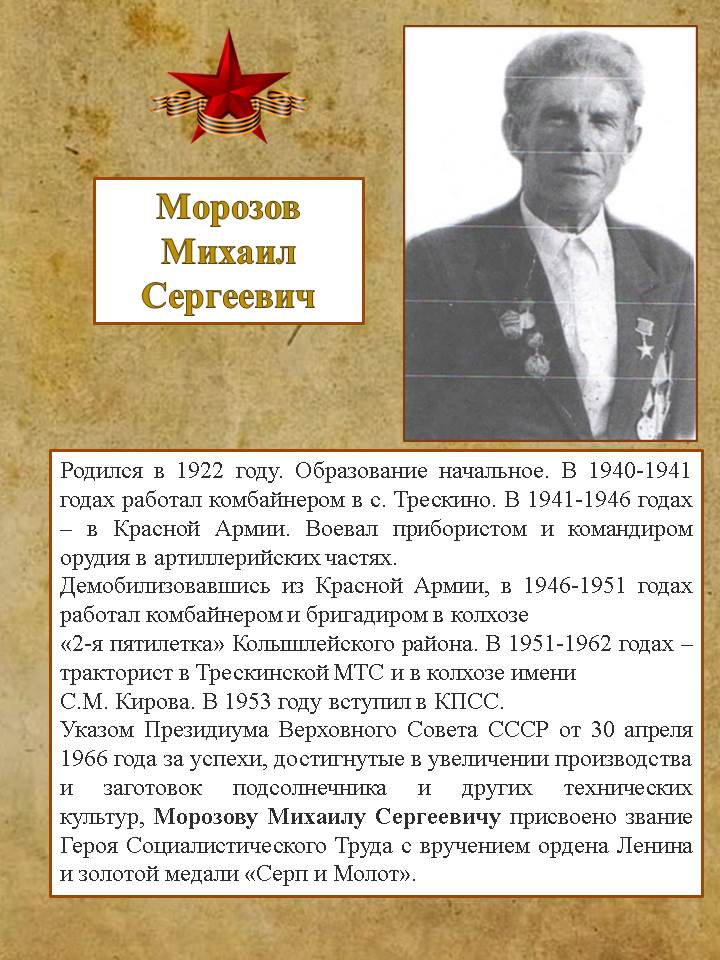 Морозов
Михаил
Сергеевич
Родился в 1922 году. Образование начальное. В 1940-1941
годах работал комбайнером в с. Трескино. В 1941-1946 годах
– в Красной Армии. Воевал прибористом и командиром
орудия в артиллерийских частях.
Демобилизовавшись из Красной Армии, в 1946-1951 годах
работал комбайнером и бригадиром в колхозе
«2-я пятилетка» Колышлейского района. В 1951-1962 годах –
тракторист в Трескинской МТС и в колхозе имени
С.М. Кирова. В 1953 году вступил в КПСС.
Указом Президиума Верховного Совета СССР от 30 апреля
1966 года за успехи, достигнутые в увеличении производства
и заготовок подсолнечника и других технических
культур, Морозову Михаилу Сергеевичу присвоено звание
Героя Социалистического Труда с вручением ордена Ленина
и золотой медали «Серп и Молот».